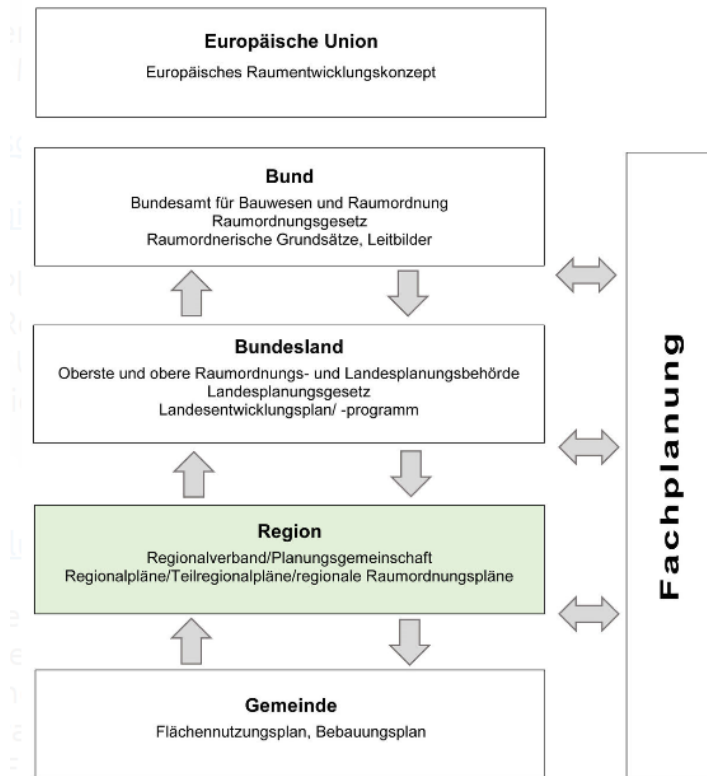 Europäische Union
Europäisches Raumentwicklungskonzept
Bund
Bundesamt für Bauwesen und Raumordnung
Raumordnungsgesetz
Raumordnerische Grundsätze, Leitbilder
Bundesland
Oberste und obere Raumordnungs- und Landesplanungsbehörde
Landesplanungsgesetz
Landesentwicklungsplan/ -programm
Region
Regionalverband/Planungsgemeinschaft
Regionalpläne/Teilregionalpläne/regionale Raumordnungspläne
Gemeinde
Flächennutzungsplan, Bebauungsplan
Fachplanung